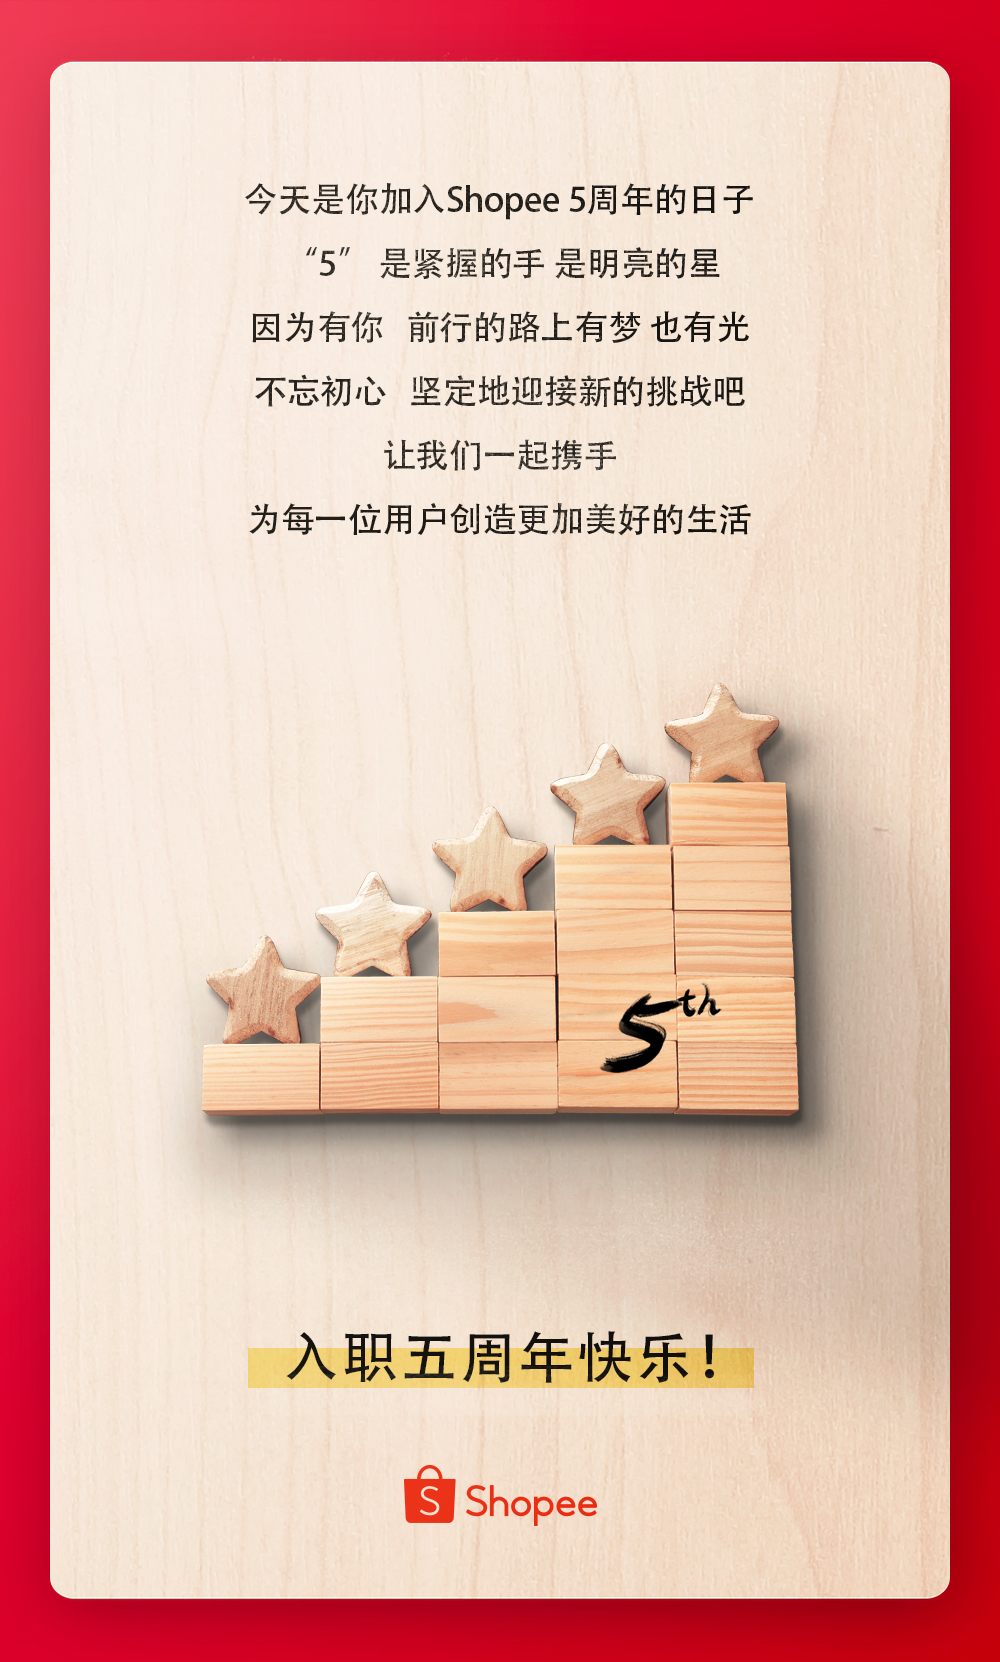 今天是你加入Shopee 5周年的日子
“5” 是紧握的手 是明亮的星
因为有你 前行的路上有梦 也有光
不忘初心 坚定地迎接新的挑战吧
让我们一起携手
为每一位用户创造更加美好的生活
5th
入职五周年快乐！
S Shopee